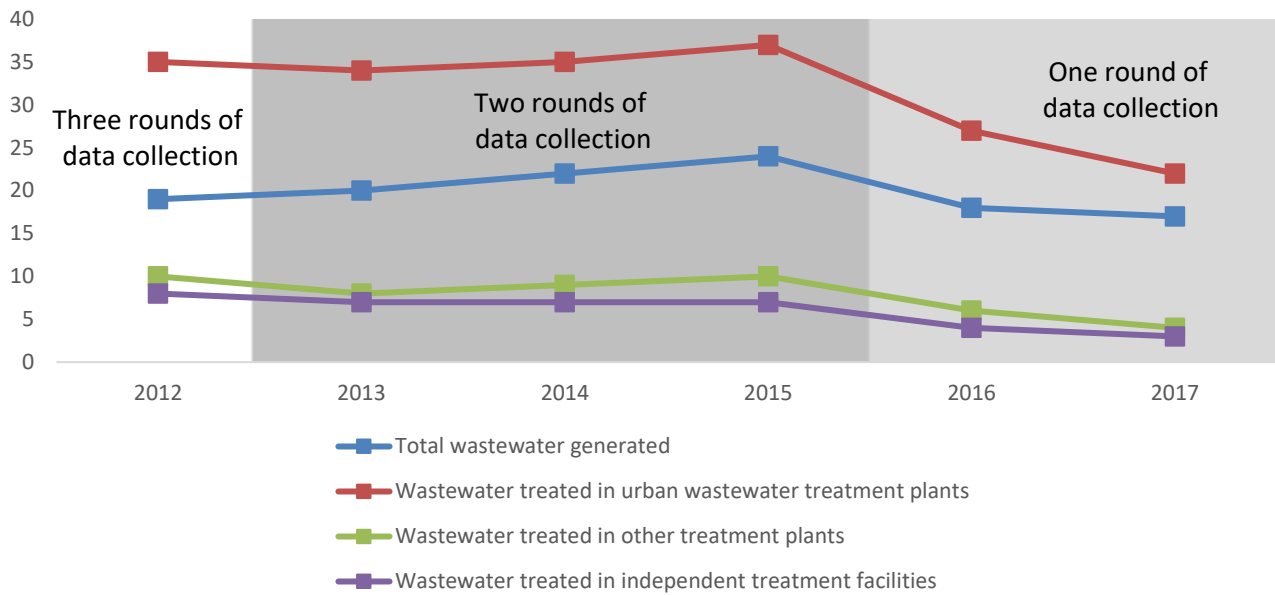 40
35
30
25
20
15
10
5
0
Three rounds of
data collection
Two rounds of
data collection
One round of
data collection
2012 2013 2014 2015 2016 2017
Total wastewater generated
Wastewater treated in urban wastewater treatment plants
Wastewater treated in other treatment plants
Wastewater treated in independent treatment facilities